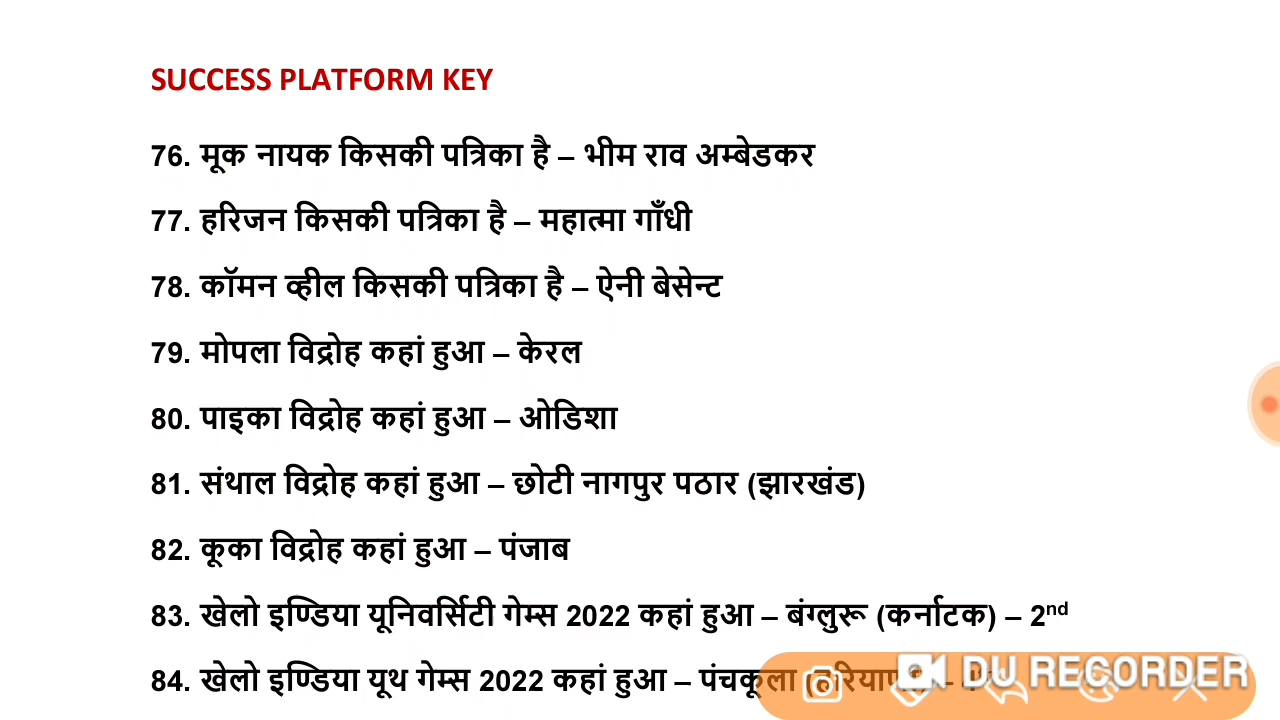 SUCCESS PLATFORM KEY
76. मूक नायक किसकी पत्रिका है – भीम राव अम्बेडकर
77. हरिजन किसकी पत्रिका है – महात्मा गाँधी
78. कॉमन व्हील किसकी पत्रिका है – ऐनी बेसेन्ट
79. मोपला विद्रोह कहां हुआ – केरल
80. पाइका विद्रोह कहां हुआ – ओडिशा
81. संथाल विद्रोह कहां हुआ – छोटी नागपुर पठार (झारखंड)
82. कूका विद्रोह कहां हुआ – पंजाब
83. खेलो इण्डिया यूनिवर्सिटी गेम्स 2022 कहां हुआ – बंग्लुरू (कर्नाटक) – 2nd
84. खेलो इण्डिया यूथ गेम्स 2022 कहां हुआ – पंचकूला
DU RECORDER